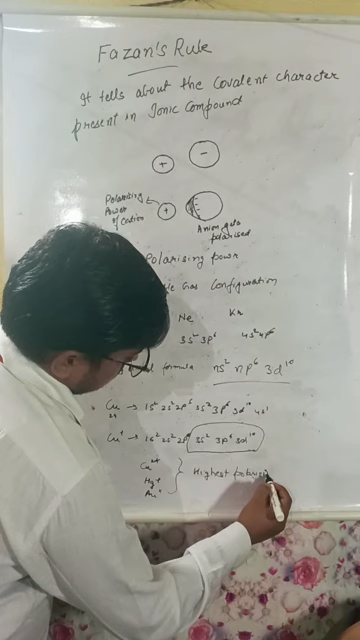 Fazan's Rule
It tells about the Covalent character
present in Ionic Compound
+ −
Polarising
Power
of Cation
+
Anion gets
polarised
Polarising power
Gas Configuration
Ne Kr
3s² 3p⁶ 4s² 4p⁶
formula ns² np⁶ 3d¹⁰
Cu → 1s² 2s² 2p⁶ 3s² 3p⁶ 3d¹⁰ 4s¹
29
Cu⁺ → 1s² 2s² 2p⁶ 3s² 3p⁶ 3d¹⁰
Hg⁺
Au⁺
Highest